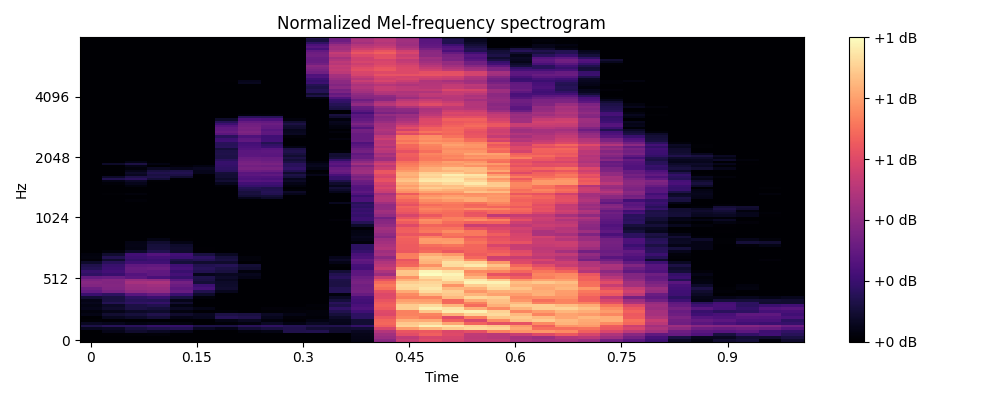 Normalized Mel-frequency spectrogram
Hz
4096
2048
1024
512
0
0 0.15 0.3 0.45 0.6 0.75 0.9
Time
+1 dB
+1 dB
+1 dB
+0 dB
+0 dB
+0 dB